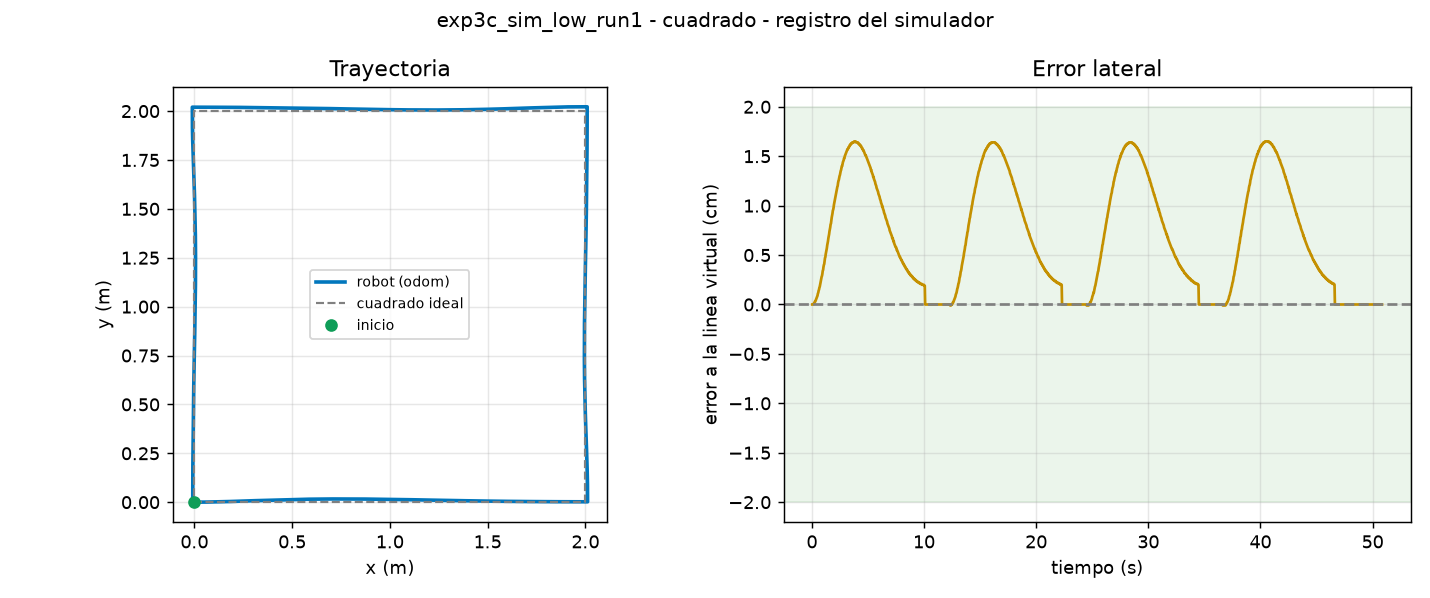 exp3c_sim_low_run1 - cuadrado - registro del simulador
Trayectoria
2.00
1.75
1.50
1.25
1.00
0.75
0.50
0.25
0.00
y (m)
robot (odom)
cuadrado ideal
inicio
0.0 0.5 1.0 1.5 2.0
x (m)
Error lateral
2.0
1.5
1.0
0.5
0.0
−0.5
−1.0
−1.5
−2.0
error a la linea virtual (cm)
0 10 20 30 40 50
tiempo (s)